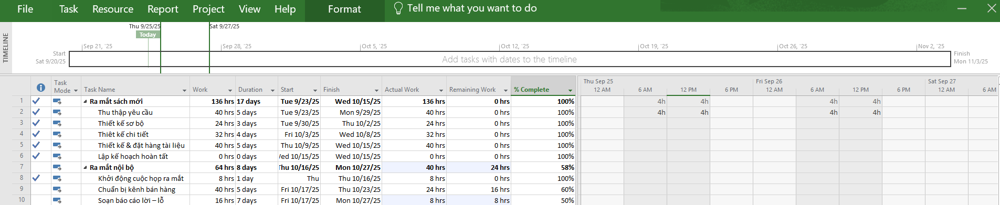 File Task Resource Report Project View Help Format Tell me what you want to do
Thu 9/25/25 Sat 9/27/25
Today
TIMELINE
Sep 21, '25 Sep 28, '25 Oct 5, '25 Oct 12, '25 Oct 19, '25 Oct 26, '25 Nov 2, '25
Start
Sat 9/20/25
Add tasks with dates to the timeline
Finish
Mon 11/3/25
Task Mode Task Name Work Duration Start Finish Actual Work Remaining Work % Complete
Thu Sep 25 Fri Sep 26 Sat Sep 27
12 AM 6 AM 12 PM 6 PM 12 AM 6 AM 12 PM 6 PM 12 AM 6 AM
1 Ra mắt sách mới 136 hrs 17 days Tue 9/23/25 Wed 10/15/25 136 hrs 0 hrs 100% 4h 4h 4h 4h
2 Thu thập yêu cầu 40 hrs 5 days Tue 9/23/25 Mon 9/29/25 40 hrs 0 hrs 100% 4h 4h 4h 4h
3 Thiết kế sơ bộ 24 hrs 3 days Tue 9/30/25 Thu 10/2/25 24 hrs 0 hrs 100%
4 Thiêt kế chi tiết 32 hrs 4 days Fri 10/3/25 Wed 10/8/25 32 hrs 0 hrs 100%
5 Thiết kế & đặt hàng tài liệu 40 hrs 5 days Thu 10/9/25 Wed 10/15/25 40 hrs 0 hrs 100%
6 Lập kế hoạch hoàn tất 0 hrs 0 days Ved 10/15/25 Wed 10/15/25 0 hrs 0 hrs 100%
7 Ra mắt nội bộ 64 hrs 8 days Thu 10/16/25 Mon 10/27/25 40 hrs 24 hrs 58%
8 Khởi động cuộc họp ra mắt 8 hrs 1 day Thu Thu 10/16/25 8 hrs 0 hrs 100%
9 Chuẩn bị kênh bán hàng 40 hrs 5 days Fri 10/17/25 Thu 10/23/25 24 hrs 16 hrs 60%
10 Soạn báo cáo lời – lỗ 16 hrs 7 days Fri 10/17/25 Mon 10/27/25 8 hrs 8 hrs 50%